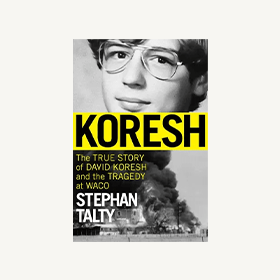 KORESH
The TRUE STORY
of DAVID KORESH
and the TRAGEDY
at WACO
STEPHAN
TALTY